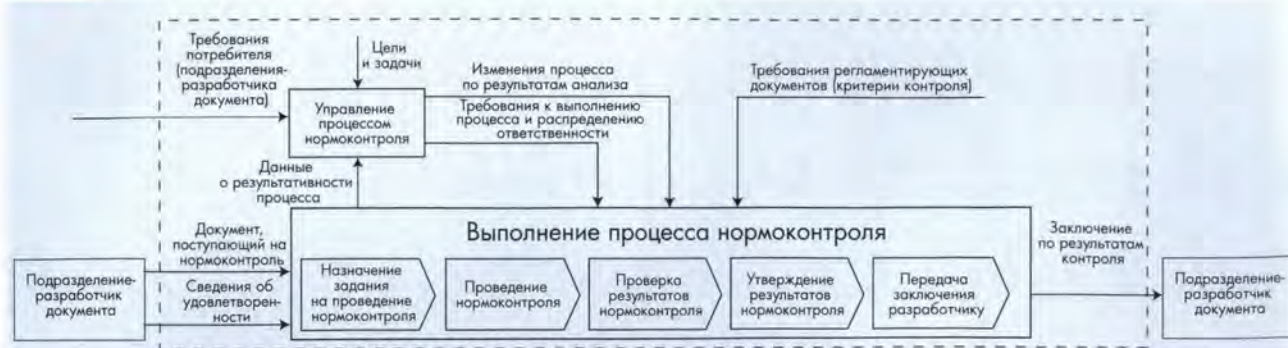 Требования
потребителя
(подразделения-
разработчика
документа)
Цели
и задачи
Управление
процессом
нормоконтроля
Изменения процесса
по результатам анализа
Требования к выполнению
процесса и распределению
ответственности
Требования регламентирующих
документов (критерии контроля)
Данные
о результативности
процесса
Документ,
поступающий на
нормоконтроль
Сведения об
удовлетворен-
ности
Подразделение-
разработчик
документа
Выполнение процесса нормоконтроля
Назначение
задания
на проведение
нормоконтроля
Проведение
нормоконтроля
Проверка
результатов
нормоконтроля
Утверждение
результатов
нормоконтроля
Передача
заключения
разработчику
Заключение
по результатам
контроля
Подразделение-
разработчик
документа